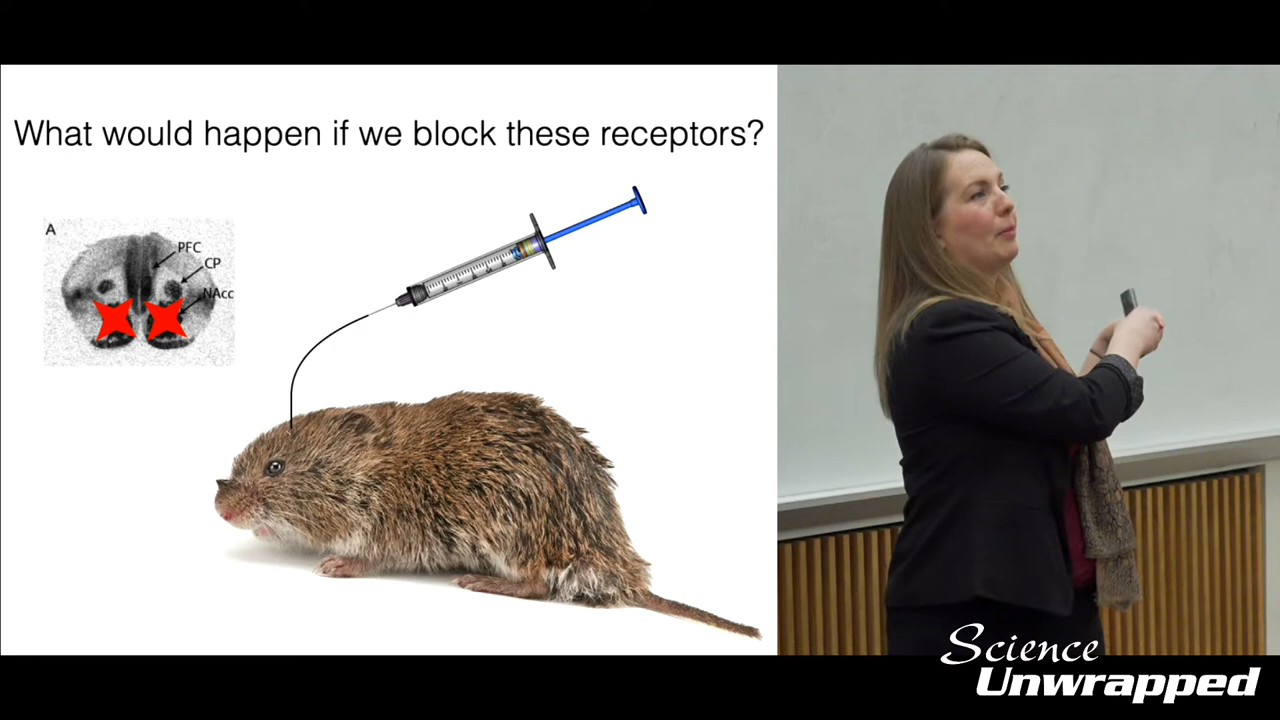 What would happen if we block these receptors?
A
PFC
CP
NAcc
Science
Unwrapped